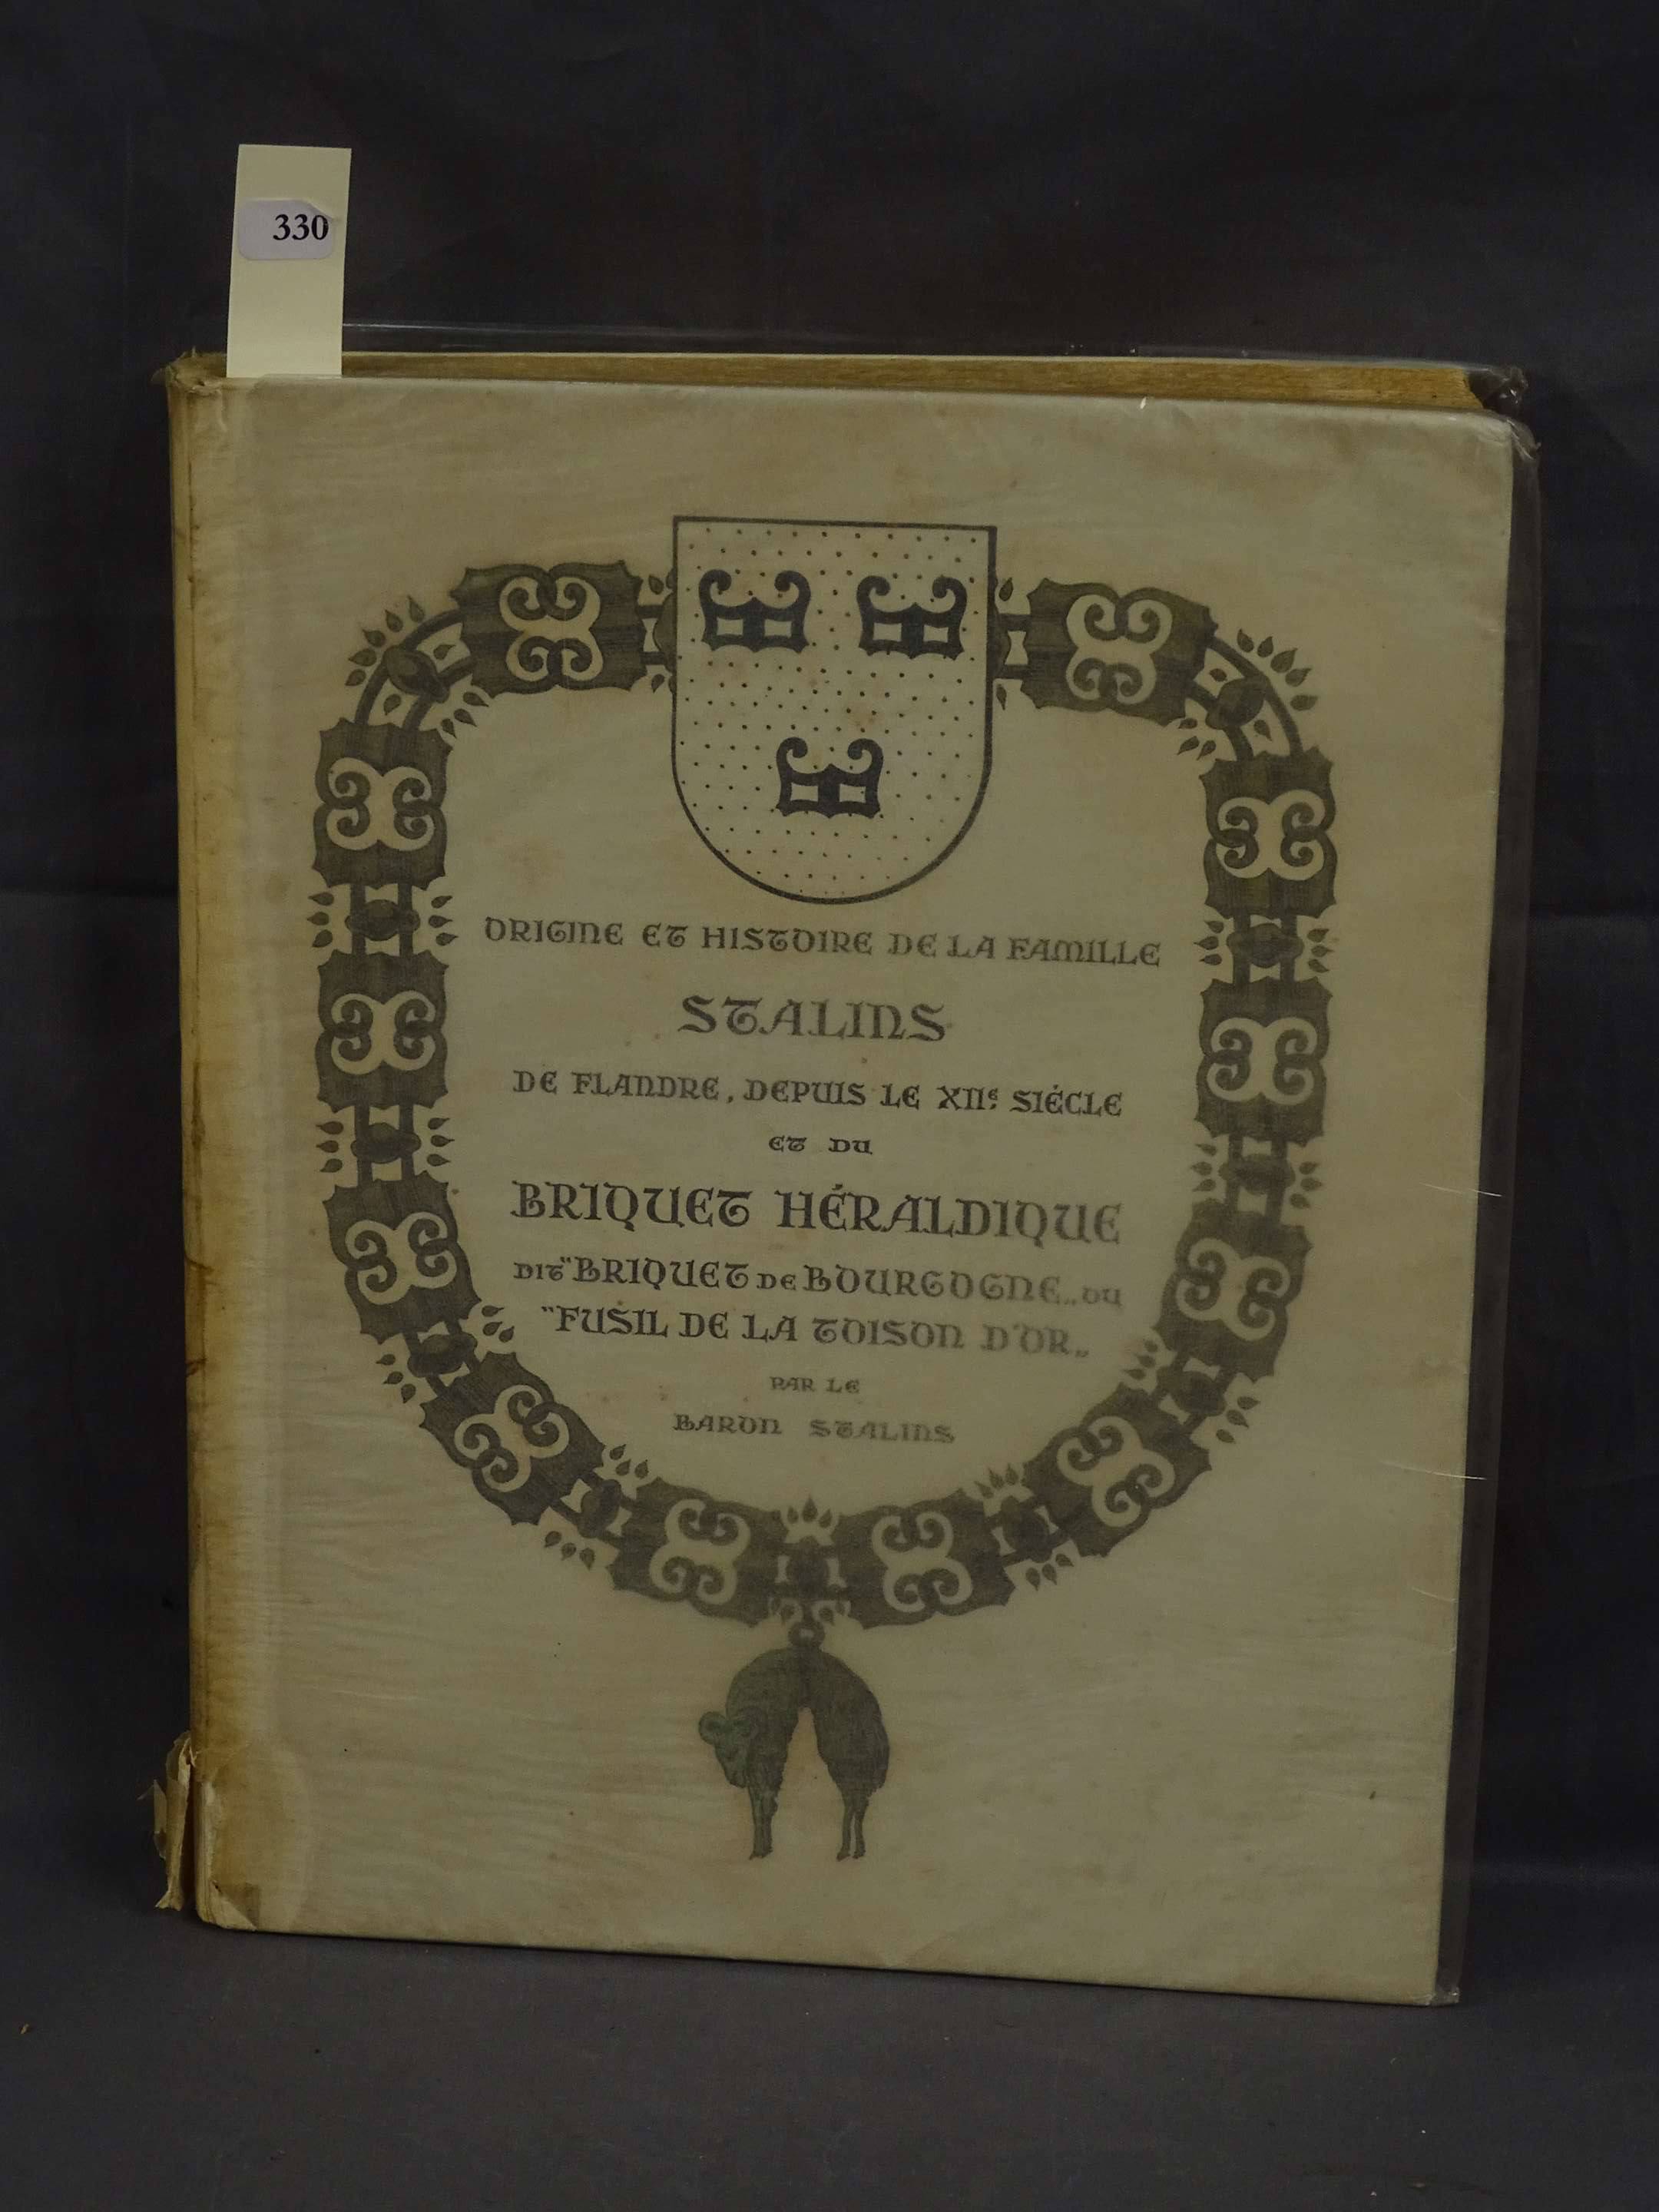 330
ORIGINE ET HISTOIRE DE LA FAMILLE
STALINS
DE FLANDRE, DEPUIS LE XIIe SIÈCLE
ET DU
BRIQUET HÉRALDIQUE
DIT "BRIQUET DE BOURGOGNE„ OU
"FUSIL DE LA TOISON D'OR„
PAR LE
BARON STALINS